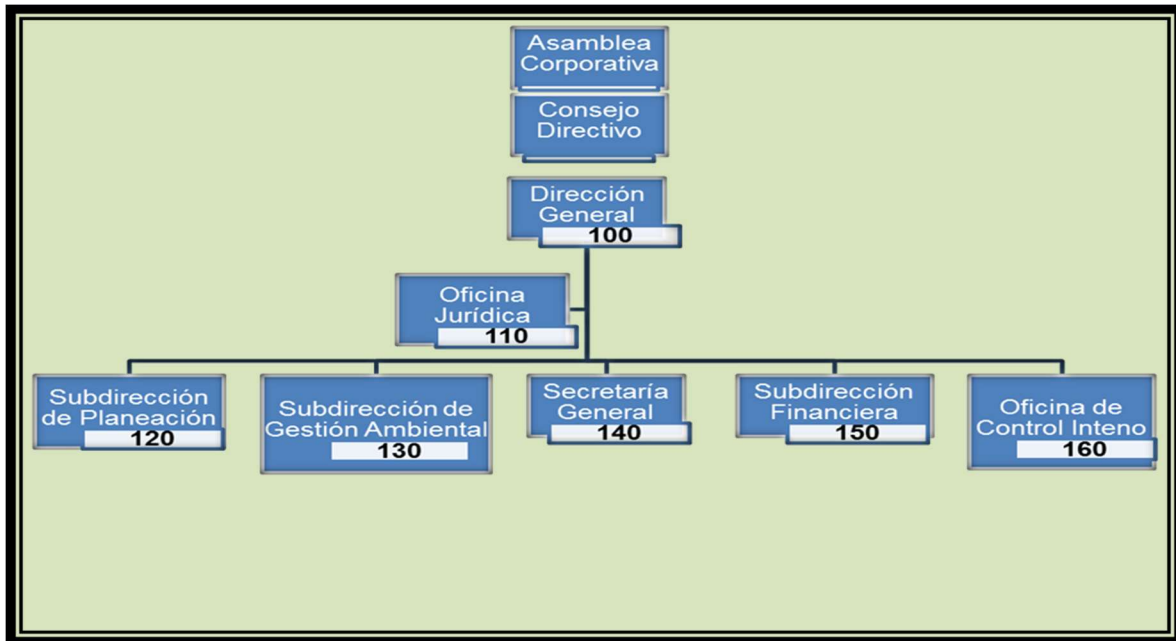 Asamblea
Corporativa
Consejo
Directivo
Dirección
General
100
Oficina
Jurídica
110
Subdirección
de Planeación
120
Subdirección de
Gestión Ambiental
130
Secretaría
General
140
Subdirección
Financiera
150
Oficina de
Control Inteno
160